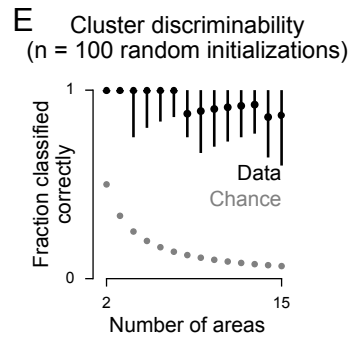 E
Cluster discriminability
(n = 100 random initializations)
1
Fraction classified
correctly
Data
Chance
0
2
15
Number of areas